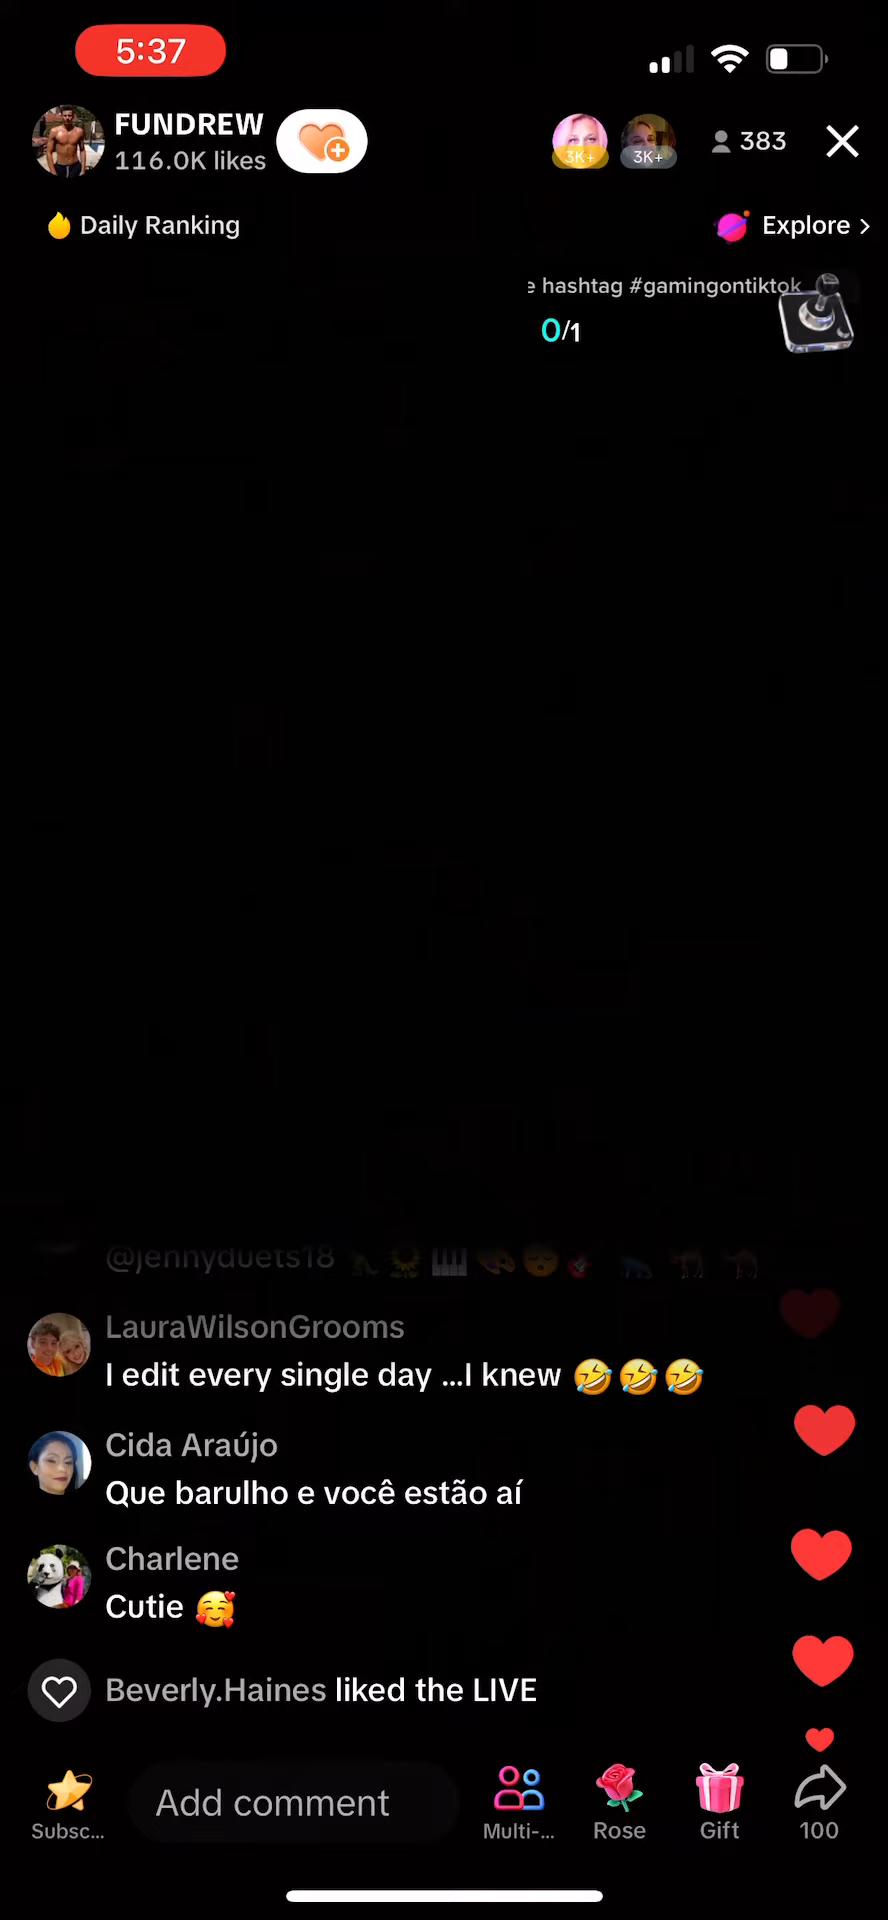 5:37
FUNDREW
116.0K likes
3K+
3K+
383
Daily Ranking
Explore >
e hashtag #gamingontiktok
0/1
@jennyduets18
LauraWilsonGrooms
I edit every single day ...I knew 🤣🤣🤣
Cida Araújo
Que barulho e você estão aí
Charlene
Cutie 🥰
Beverly.Haines liked the LIVE
Add comment
Subsc...
Multi-...
Rose
Gift
100